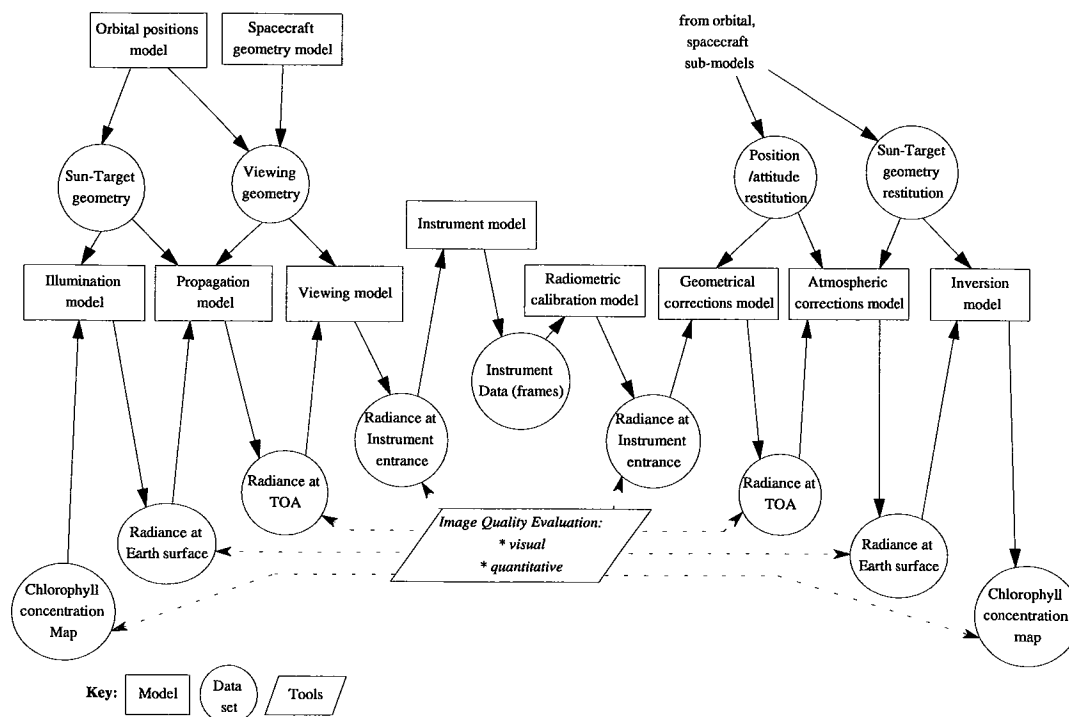 Orbital positions
model
Spacecraft
geometry model
from orbital,
spacecraft
sub-models
Sun-Target
geometry
Viewing
geometry
Position
/attitude
restitution
Sun-Target
geometry
restitution
Instrument model
Illumination
model
Propagation
model
Viewing model
Radiometric
calibration model
Geometrical
corrections model
Atmospheric
corrections model
Inversion
model
Instrument
Data (frames)
Radiance at
Instrument
entrance
Radiance at
Instrument
entrance
Radiance at
TOA
Radiance at
TOA
Image Quality Evaluation:
* visual
* quantitative
Radiance at
Earth surface
Radiance at
Earth surface
Chlorophyll
concentration
Map
Chlorophyll
concentration
map
Key:
Model
Data
set
Tools